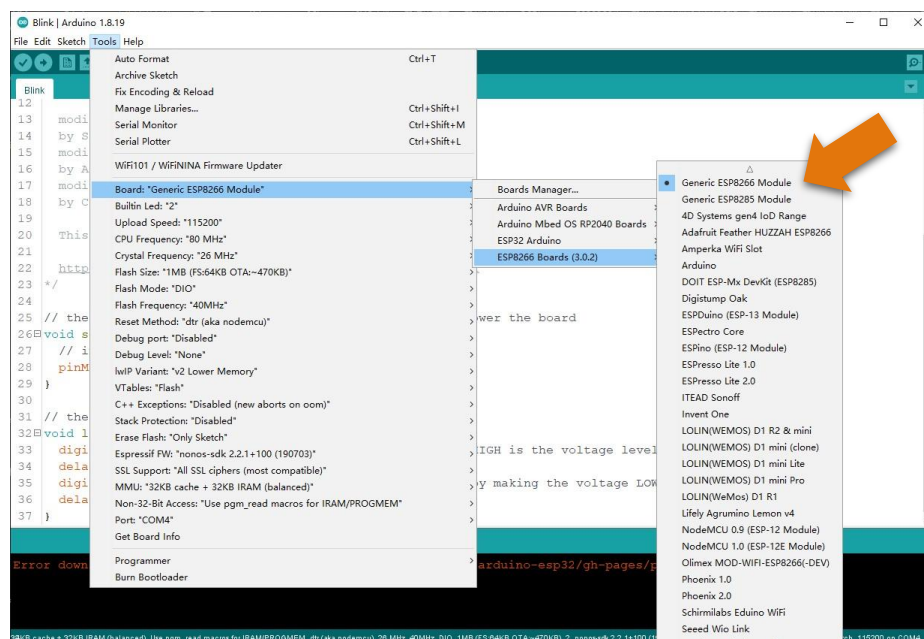 Blink | Arduino 1.8.19
File Edit Sketch Tools Help
Blink
12
13 modi
14 by S
15 modi
16 by A
17 modi
18 by C
19
20 This
21
22 http
23 */
24
25 // the wer the board
26 void s
27 // i
28 pinM
29 }
30
31 // the
32 void l
33 digi IGH is the voltage level
34 dela
35 digi y making the voltage LOW
36 dela
37 }
Error down arduino-esp32/gh-pages/p
Auto Format Ctrl+T
Archive Sketch
Fix Encoding & Reload
Manage Libraries... Ctrl+Shift+I
Serial Monitor Ctrl+Shift+M
Serial Plotter Ctrl+Shift+L
WiFi101 / WiFiNINA Firmware Updater
Board: "Generic ESP8266 Module"
Builtin Led: "2"
Upload Speed: "115200"
CPU Frequency: "80 MHz"
Crystal Frequency: "26 MHz"
Flash Size: "1MB (FS:64KB OTA:~470KB)"
Flash Mode: "DIO"
Flash Frequency: "40MHz"
Reset Method: "dtr (aka nodemcu)"
Debug port: "Disabled"
Debug Level: "None"
lwIP Variant: "v2 Lower Memory"
VTables: "Flash"
C++ Exceptions: "Disabled (new aborts on oom)"
Stack Protection: "Disabled"
Erase Flash: "Only Sketch"
Espressif FW: "nonos-sdk 2.2.1+100 (190703)"
SSL Support: "All SSL ciphers (most compatible)"
MMU: "32KB cache + 32KB IRAM (balanced)"
Non-32-Bit Access: "Use pgm_read macros for IRAM/PROGMEM"
Port: "COM4"
Get Board Info
Programmer
Burn Bootloader
Boards Manager...
Arduino AVR Boards
Arduino Mbed OS RP2040 Boards
ESP32 Arduino
ESP8266 Boards (3.0.2)
Generic ESP8266 Module
Generic ESP8285 Module
4D Systems gen4 IoD Range
Adafruit Feather HUZZAH ESP8266
Amperka WiFi Slot
Arduino
DOIT ESP-Mx DevKit (ESP8285)
Digistump Oak
ESPDuino (ESP-13 Module)
ESPectro Core
ESPino (ESP-12 Module)
ESPresso Lite 1.0
ESPresso Lite 2.0
ITEAD Sonoff
Invent One
LOLIN(WEMOS) D1 R2 & mini
LOLIN(WEMOS) D1 mini (clone)
LOLIN(WEMOS) D1 mini Lite
LOLIN(WEMOS) D1 mini Pro
LOLIN(WeMos) D1 R1
Lifely Agrumino Lemon v4
NodeMCU 0.9 (ESP-12 Module)
NodeMCU 1.0 (ESP-12E Module)
Olimex MOD-WIFI-ESP8266(-DEV)
Phoenix 1.0
Phoenix 2.0
Schirmilabs Eduino WiFi
Seeed Wio Link